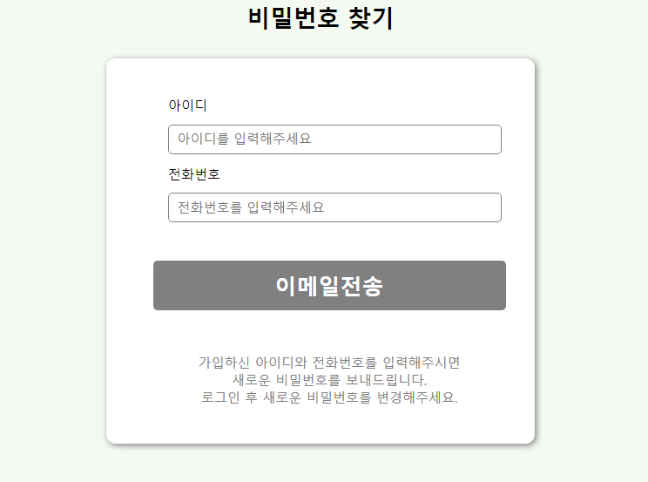 비밀번호 찾기
아이디
아이디를 입력해주세요
전화번호
전화번호를 입력해주세요
이메일전송
가입하신 아이디와 전화번호를 입력해주시면
새로운 비밀번호를 보내드립니다.
로그인 후 새로운 비밀번호를 변경해주세요.